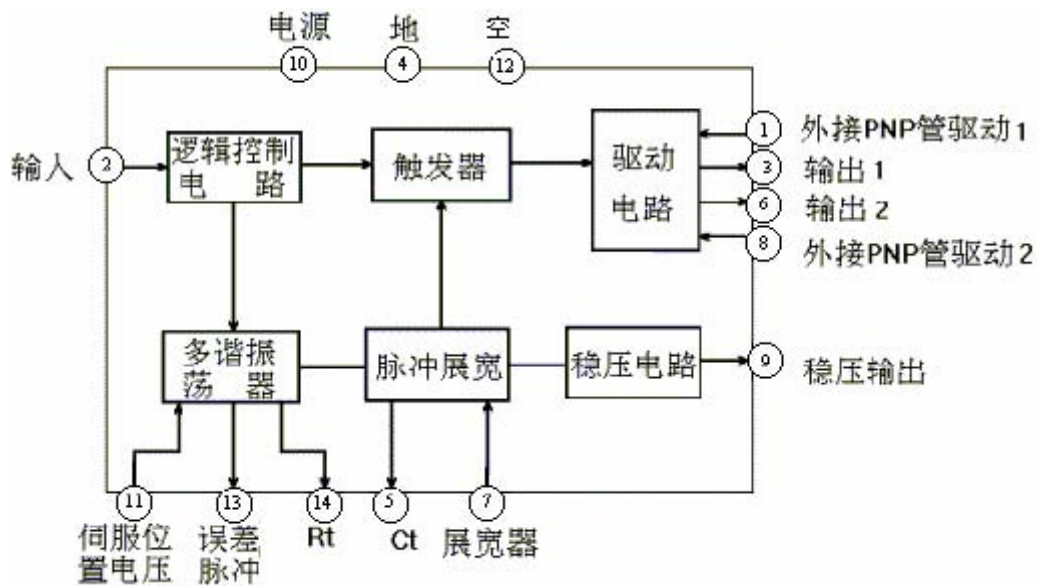 电源 地 空
10 4 12
输入
2
逻辑控制
电 路
触发器
驱动
电路
1 外接PNP管驱动1
3 输出1
6 输出2
8 外接PNP管驱动2
多谐振
荡 器
脉冲展宽
稳压电路
9 稳压输出
11 13 14 5 7
伺服位
置电压
误差
脉冲
Rt
Ct
展宽器